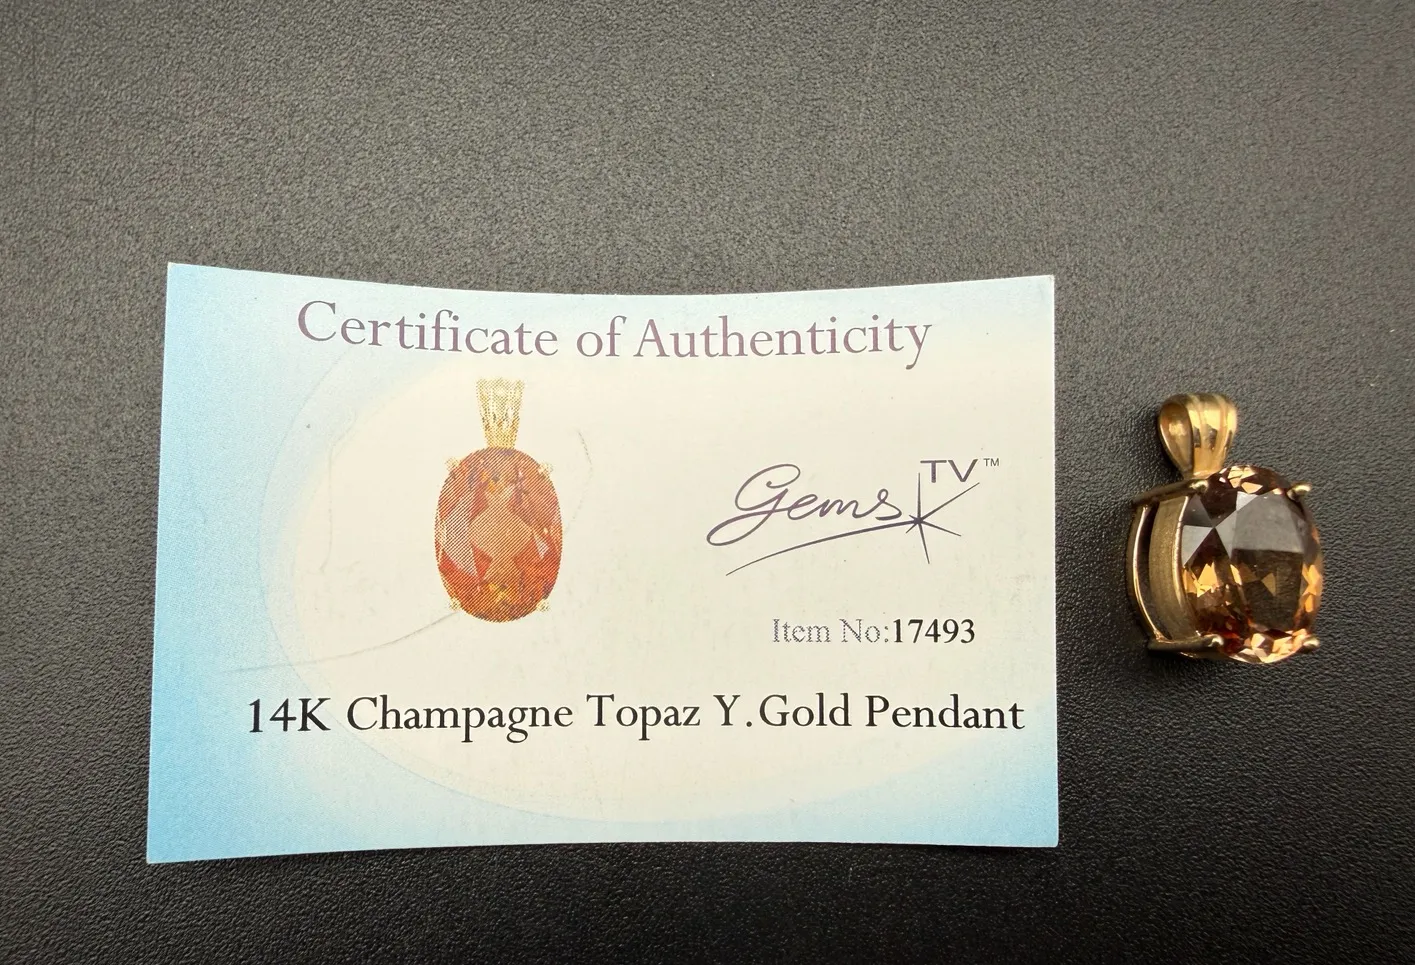 Certificate of Authenticity
Gems TV™
Item No:17493
14K Champagne Topaz Y.Gold Pendant